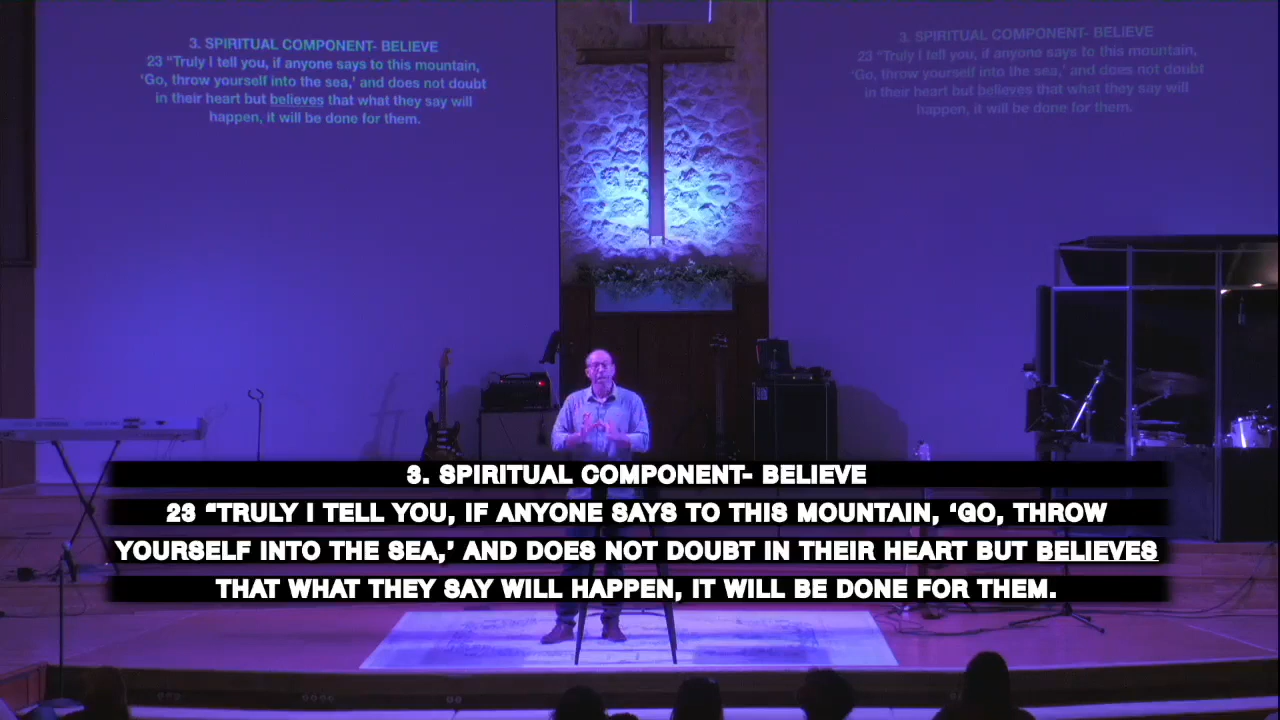 3. SPIRITUAL COMPONENT- BELIEVE
23 “Truly I tell you, if anyone says to this mountain,
‘Go, throw yourself into the sea,’ and does not doubt
in their heart but believes that what they say will
happen, it will be done for them.
3. SPIRITUAL COMPONENT- BELIEVE
23 “Truly I tell you, if anyone says to this mountain,
‘Go, throw yourself into the sea,’ and does not doubt
in their heart but believes that what they say will
happen, it will be done for them.
3. SPIRITUAL COMPONENT- BELIEVE
23 “TRULY I TELL YOU, IF ANYONE SAYS TO THIS MOUNTAIN, ‘GO, THROW
YOURSELF INTO THE SEA,’ AND DOES NOT DOUBT IN THEIR HEART BUT BELIEVES
THAT WHAT THEY SAY WILL HAPPEN, IT WILL BE DONE FOR THEM.